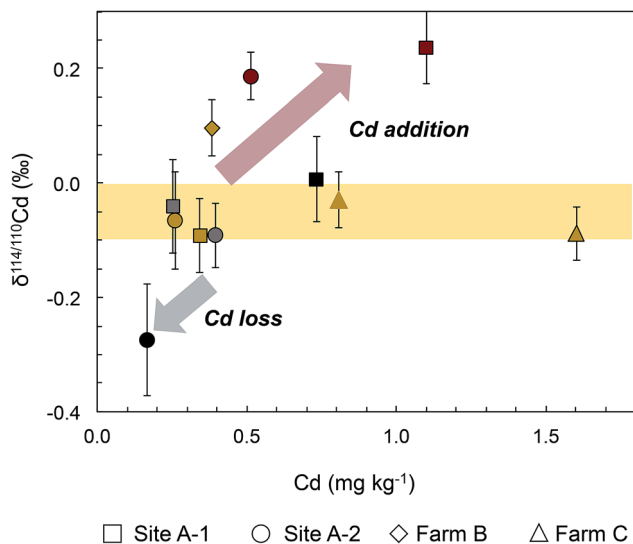 0.2
0.0
-0.2
-0.4
δ114/110Cd (‰)
Cd addition
Cd loss
0.0 0.5 1.0 1.5
Cd (mg kg-1)
Site A-1 Site A-2 Farm B Farm C